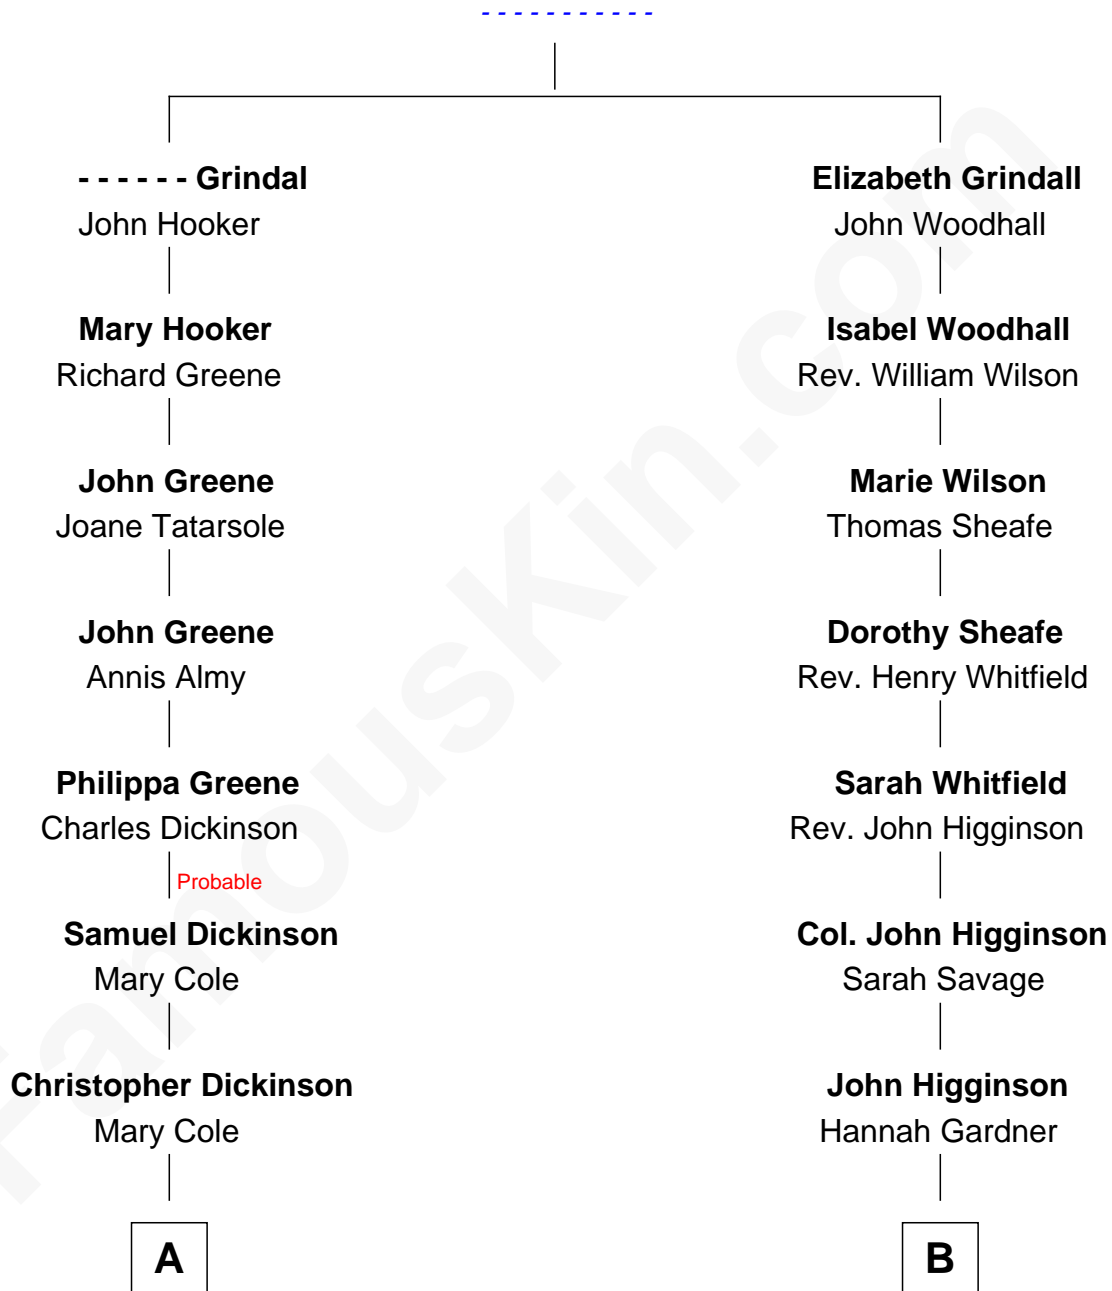 - - - - - - - - - - -
- - - - - - Grindal
John Hooker
Mary Hooker
Richard Greene
John Greene
Joane Tatarsole
John Greene
Annis Almy
Philippa Greene
Charles Dickinson
Probable
Samuel Dickinson
Mary Cole
Christopher Dickinson
Mary Cole
A
Elizabeth Grindall
John Woodhall
Isabel Woodhall
Rev. William Wilson
Marie Wilson
Thomas Sheafe
Dorothy Sheafe
Rev. Henry Whitfield
Sarah Whitfield
Rev. John Higginson
Col. John Higginson
Sarah Savage
John Higginson
Hannah Gardner
B
FamousKin.com